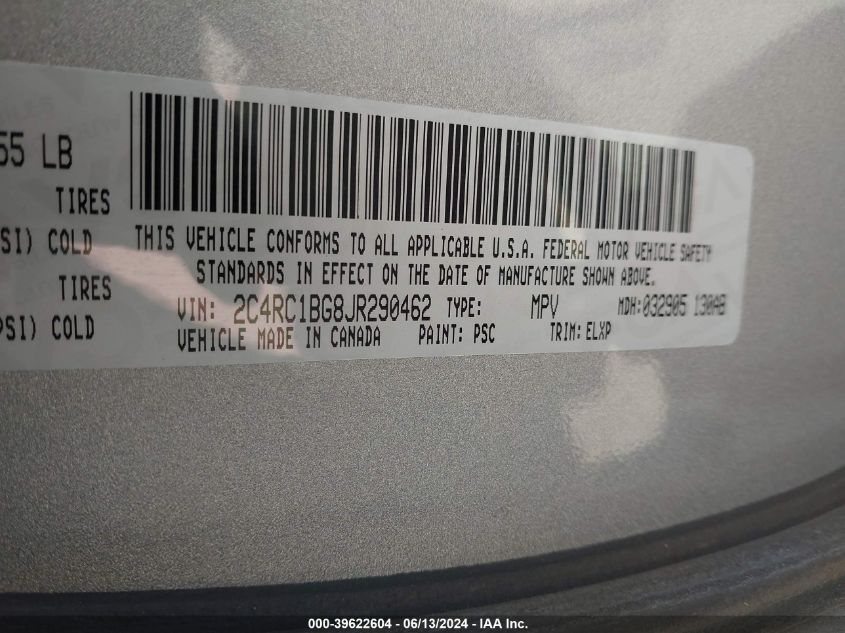 55 LB
TIRES
SI) COLD
TIRES
PSI) COLD
THIS VEHICLE CONFORMS TO ALL APPLICABLE U.S.A. FEDERAL MOTOR VEHICLE SAFETY
STANDARDS IN EFFECT ON THE DATE OF MANUFACTURE SHOWN ABOVE.
VIN: 2C4RC1BG8JR290462 TYPE: MPV MDH:032905 130AB
VEHICLE MADE IN CANADA PAINT: PSC TRIM: ELXP
000-39622604 - 06/13/2024 - IAA Inc.